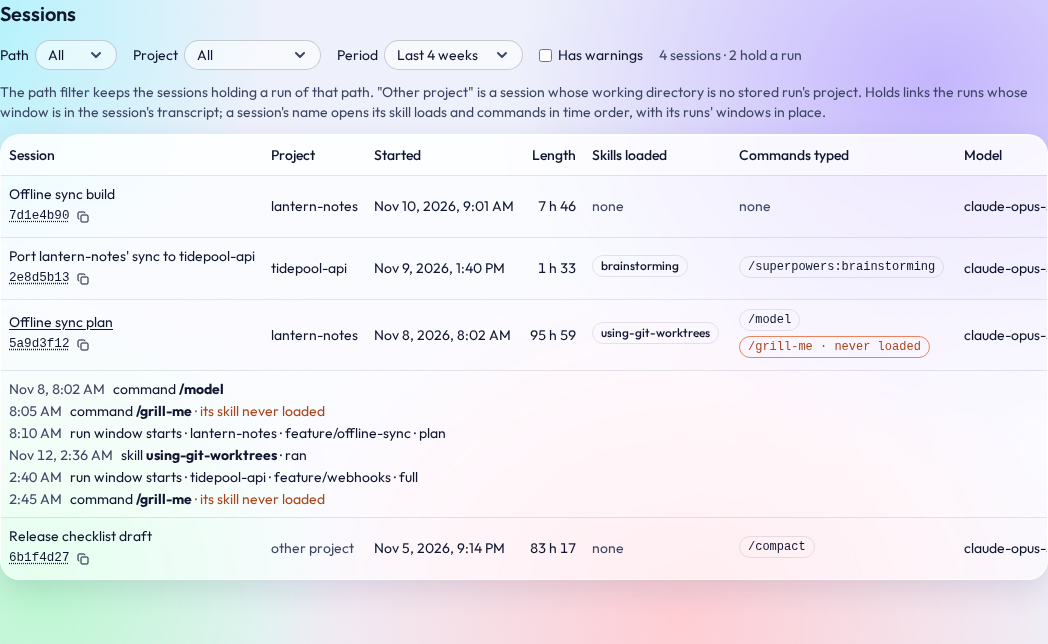 Sessions
Path All Project All Period Last 4 weeks Has warnings 4 sessions · 2 hold a run
The path filter keeps the sessions holding a run of that path. "Other project" is a session whose working directory is no stored run's project. Holds links the runs whose
window is in the session's transcript; a session's name opens its skill loads and commands in time order, with its runs' windows in place.
Session Project Started Length Skills loaded Commands typed Model
Offline sync build
7d1e4b90 lantern-notes Nov 10, 2026, 9:01 AM 7 h 46 none none claude-opus-
Port lantern-notes' sync to tidepool-api
2e8d5b13 tidepool-api Nov 9, 2026, 1:40 PM 1 h 33 brainstorming /superpowers:brainstorming claude-opus-
Offline sync plan
5a9d3f12 lantern-notes Nov 8, 2026, 8:02 AM 95 h 59 using-git-worktrees /model claude-opus-
/grill-me · never loaded
Nov 8, 8:02 AM command /model
8:05 AM command /grill-me · its skill never loaded
8:10 AM run window starts · lantern-notes · feature/offline-sync · plan
Nov 12, 2:36 AM skill using-git-worktrees · ran
2:40 AM run window starts · tidepool-api · feature/webhooks · full
2:45 AM command /grill-me · its skill never loaded
Release checklist draft
6b1f4d27 other project Nov 5, 2026, 9:14 PM 83 h 17 none /compact claude-opus-